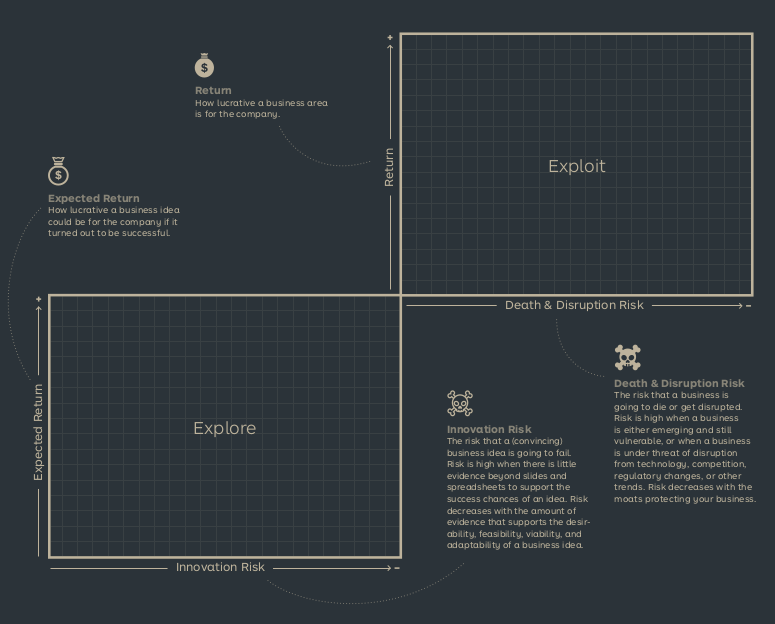 Return
How lucrative a business area
is for the company.
Expected Return
How lucrative a business idea
could be for the company if it
turned out to be successful.
+
Return
Exploit
Death & Disruption Risk
-
+
Expected Return
Explore
Innovation Risk
-
Innovation Risk
The risk that a (convincing)
business idea is going to fail.
Risk is high when there is little
evidence beyond slides and
spreadsheets to support the
success chances of an idea. Risk
decreases with the amount of
evidence that supports the desir-
ability, feasibility, viability, and
adaptability of a business idea.
Death & Disruption Risk
The risk that a business is
going to die or get disrupted.
Risk is high when a business
is either emerging and still
vulnerable, or when a business
is under threat of disruption
from technology, competition,
regulatory changes, or other
trends. Risk decreases with the
moats protecting your business.